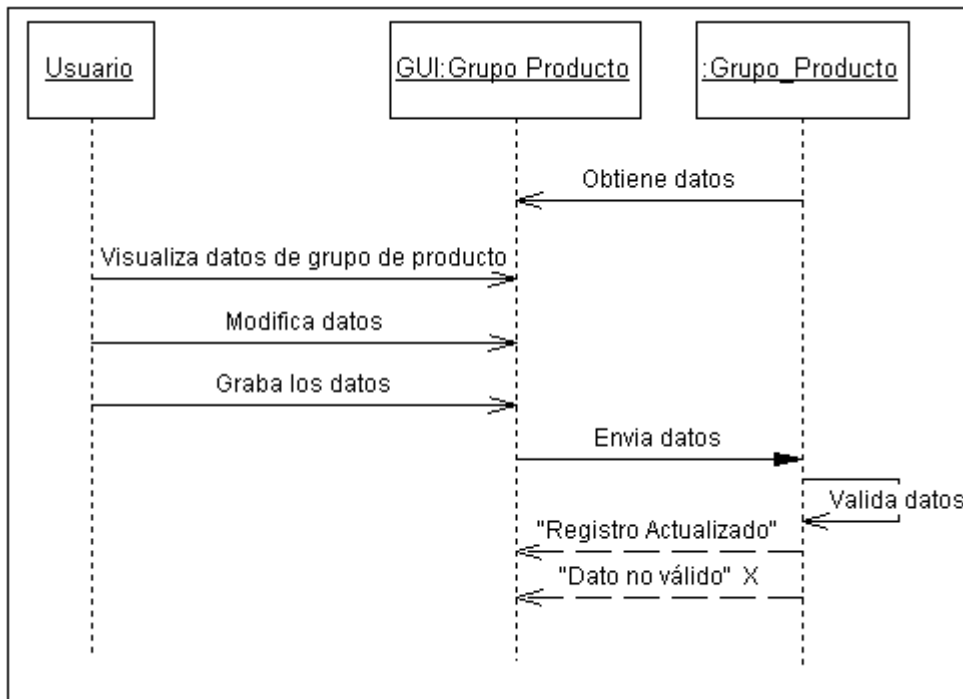 Usuario
GUI:Grupo Producto
:Grupo_Producto
Obtiene datos
Visualiza datos de grupo de producto
Modifica datos
Graba los datos
Envia datos
Valida datos
"Registro Actualizado"
"Dato no válido" X